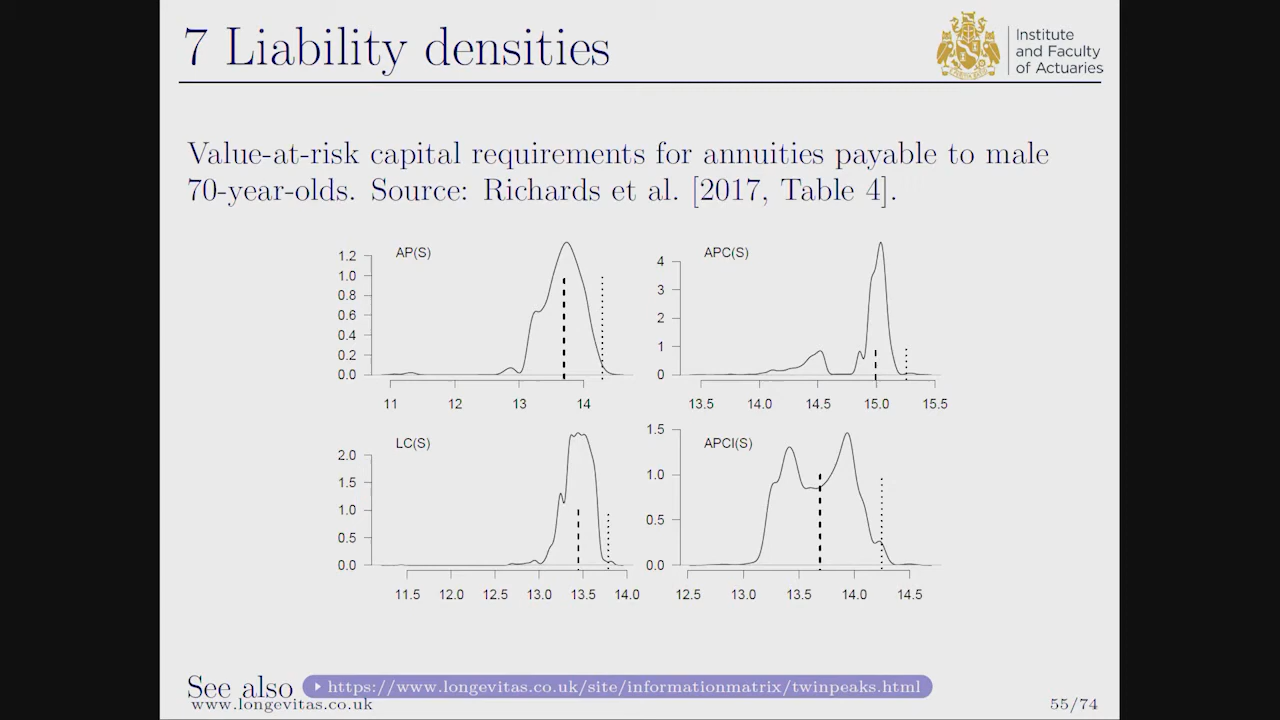 7 Liability densities
Institute
and Faculty
of Actuaries
Value-at-risk capital requirements for annuities payable to male
70-year-olds. Source: Richards et al. [2017, Table 4].
AP(S)
1.2
1.0
0.8
0.6
0.4
0.2
0.0
11 12 13 14
APC(S)
4
3
2
1
0
13.5 14.0 14.5 15.0 15.5
LC(S)
2.0
1.5
1.0
0.5
0.0
11.5 12.0 12.5 13.0 13.5 14.0
APCI(S)
1.5
1.0
0.5
0.0
12.5 13.0 13.5 14.0 14.5
See also https://www.longevitas.co.uk/site/informationmatrix/twinpeaks.html
www.longevitas.co.uk 55/74